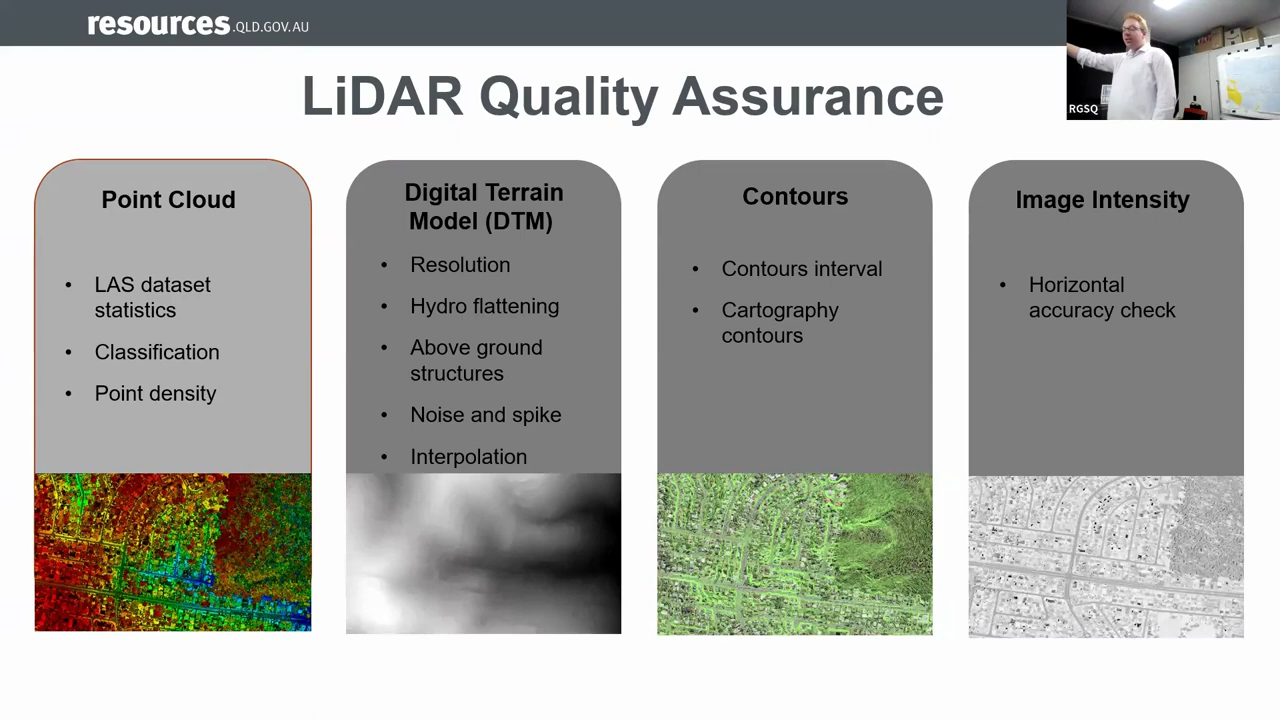 resources.QLD.GOV.AU
RGSQ
LiDAR Quality Assurance
Point Cloud
• LAS dataset
statistics
• Classification
• Point density
Digital Terrain
Model (DTM)
• Resolution
• Hydro flattening
• Above ground
structures
• Noise and spike
• Interpolation
Contours
• Contours interval
• Cartography
contours
Image Intensity
• Horizontal
accuracy check